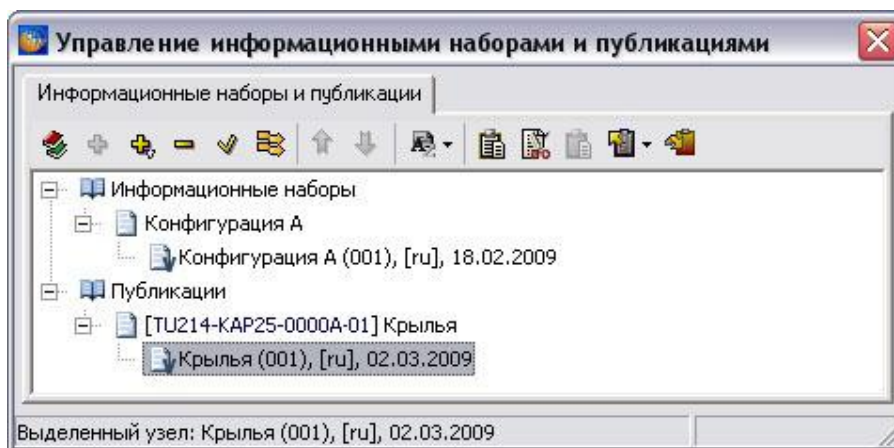 Управление информационными наборами и публикациями
Информационные наборы и публикации
Информационные наборы
Конфигурация А
Конфигурация А (001), [ru], 18.02.2009
Публикации
[TU214-KAP25-0000A-01] Крылья
Крылья (001), [ru], 02.03.2009
Выделенный узел: Крылья (001), [ru], 02.03.2009